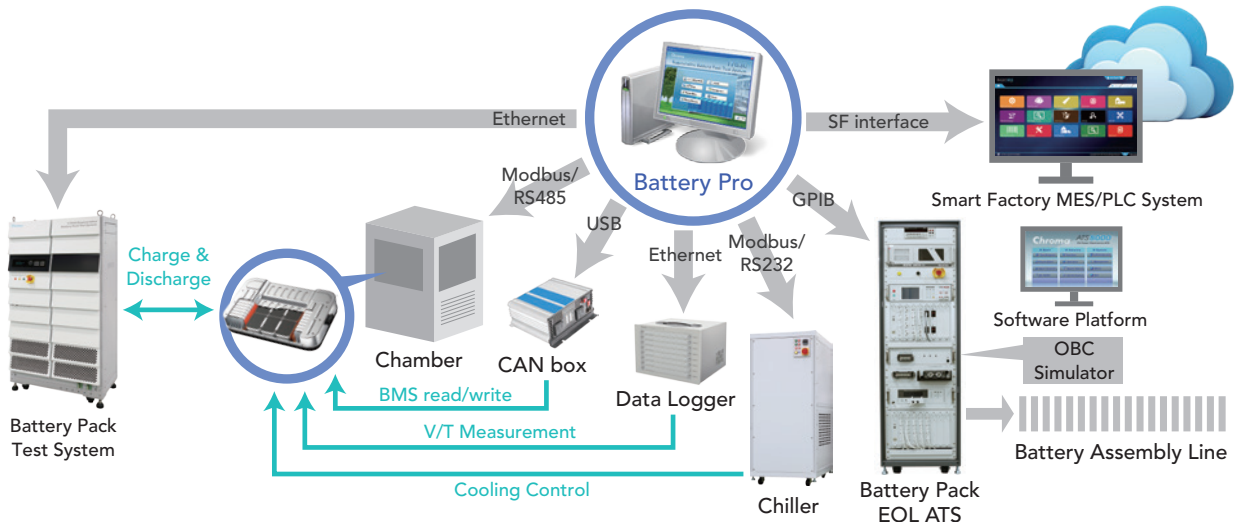 Ethernet
SF interface
Modbus/
RS485
Battery Pro
GPIB
Smart Factory MES/PLC System
USB
Modbus/
RS232
Ethernet
Chroma ATS
Charge &
Discharge
Software Platform
Chamber
CAN box
OBC
Simulator
BMS read/write
Data Logger
Battery Pack
Test System
V/T Measurement
Battery Assembly Line
Cooling Control
Chiller
Battery Pack
EOL ATS